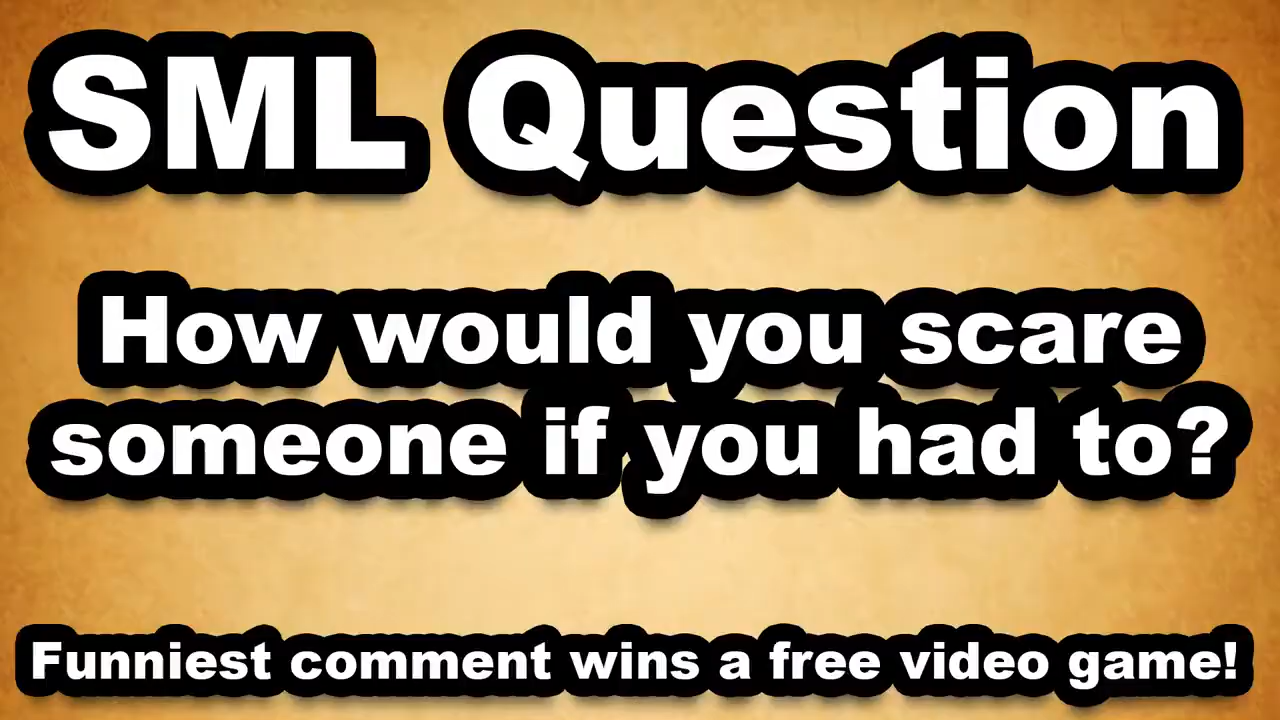 SML Question
How would you scare
someone if you had to?
Funniest comment wins a free video game!